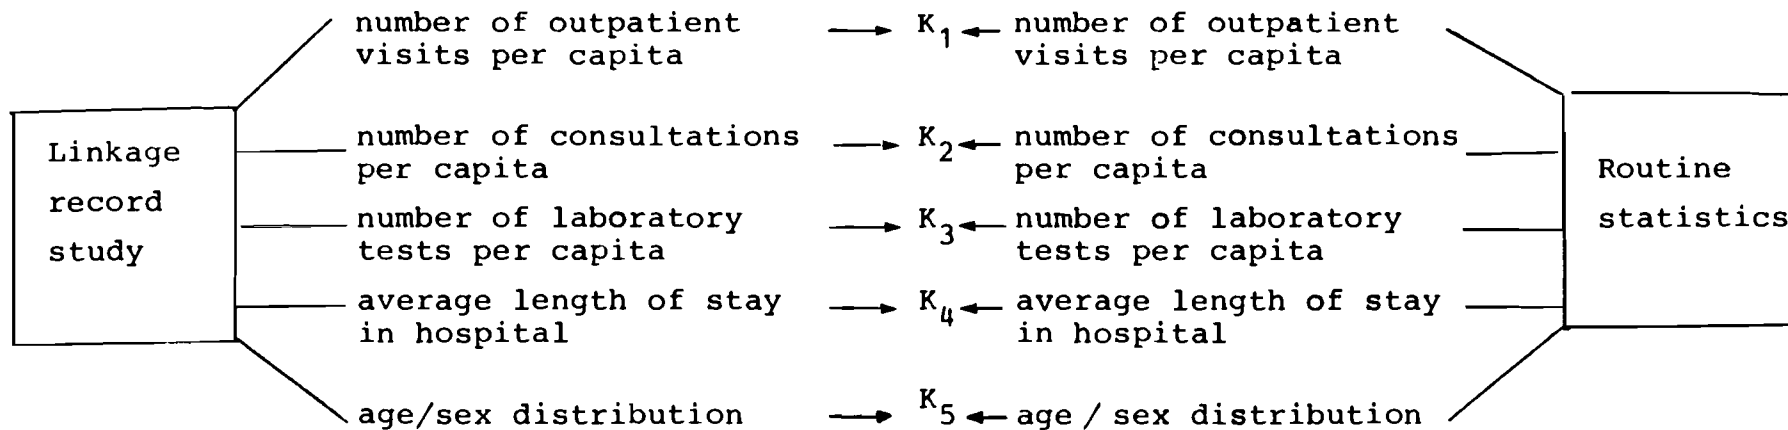 number of outpatient → K₁ ← number of outpatient
visits per capita visits per capita
number of consultations → K₂ ← number of consultations
per capita per capita
Linkage
record
study
Routine
statistics
number of laboratory → K₃ ← number of laboratory
tests per capita tests per capita
average length of stay → K₄ ← average length of stay
in hospital in hospital
age/sex distribution → K₅ ← age / sex distribution